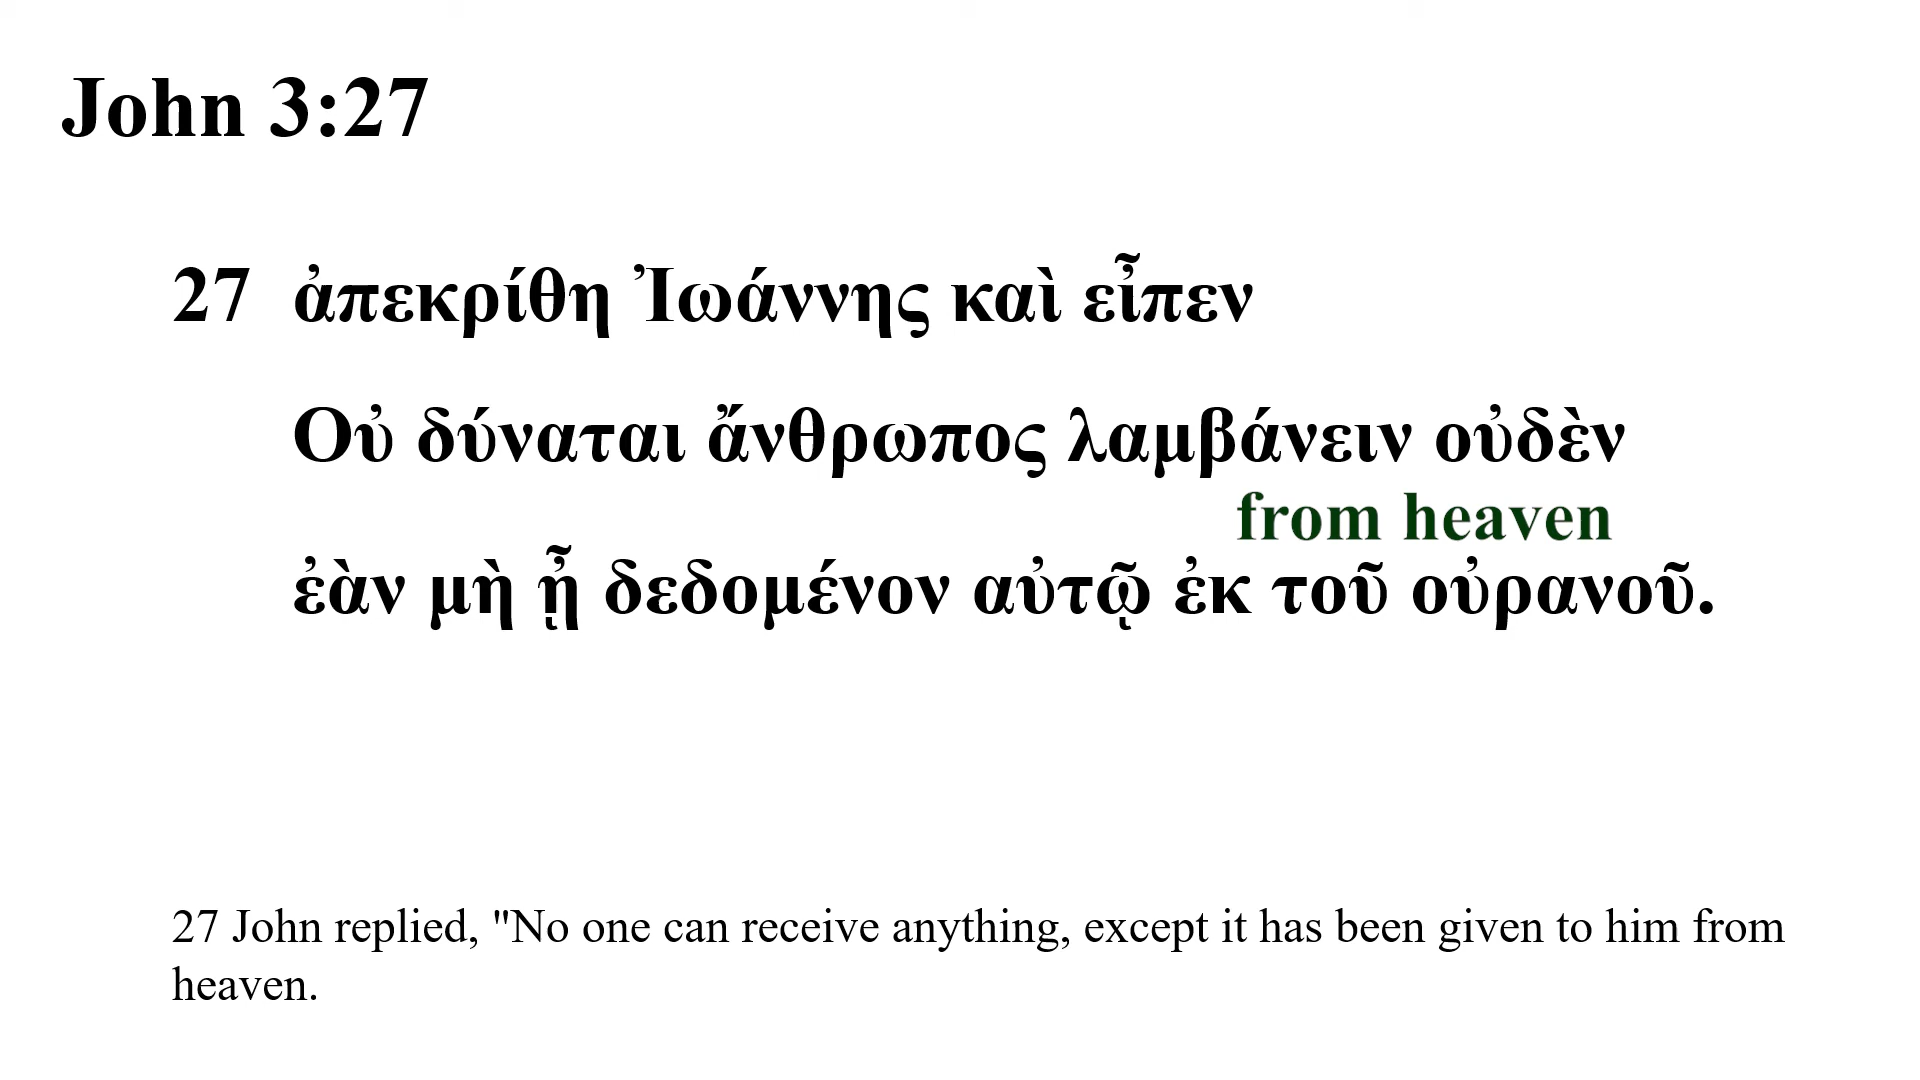 John 3:27
27 ἀπεκρίθη Ἰωάννης καὶ εἶπεν
Οὐ δύναται ἄνθρωπος λαμβάνειν οὐδὲν
from heaven
ἐὰν μὴ ᾖ δεδομένον αὐτῷ ἐκ τοῦ οὐρανοῦ.
27 John replied, "No one can receive anything, except it has been given to him from
heaven.